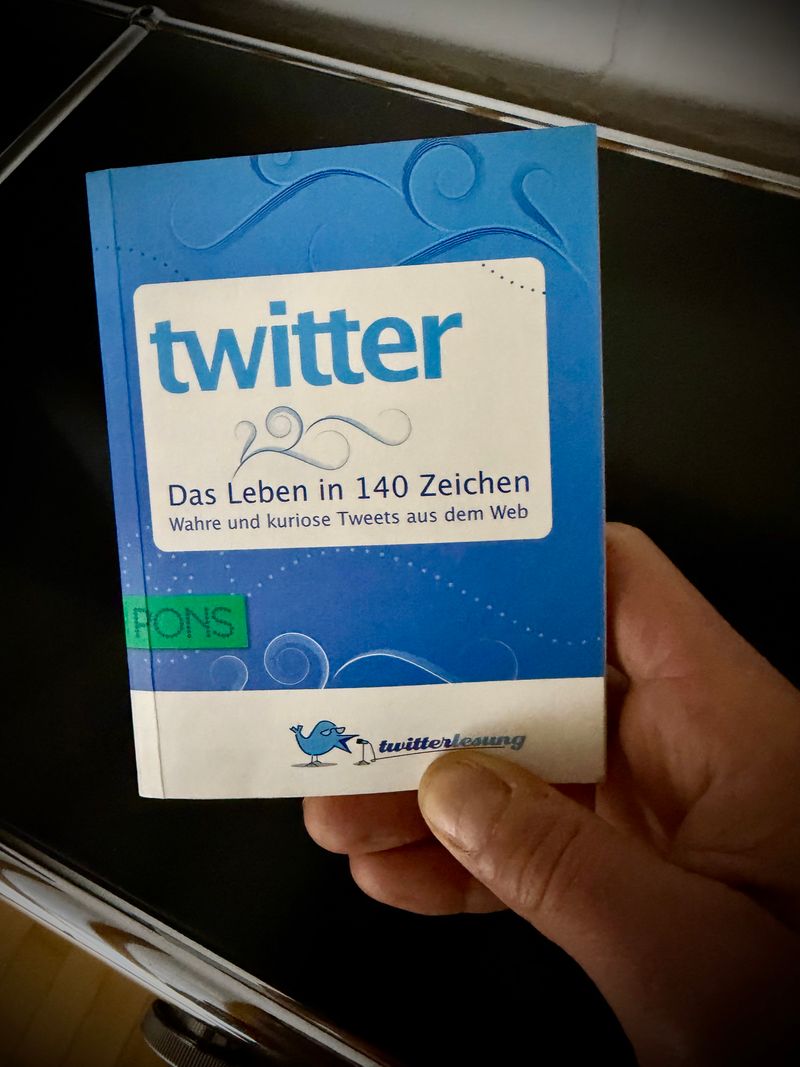 twitter
Das Leben in 140 Zeichen
Wahre und kuriose Tweets aus dem Web
PONS
twitterlesung